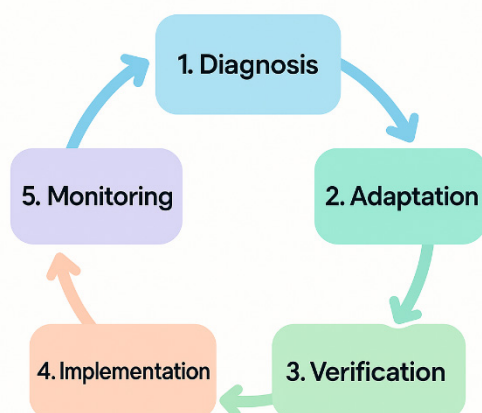 1. Diagnosis
2. Adaptation
3. Verification
4. Implementation
5. Monitoring